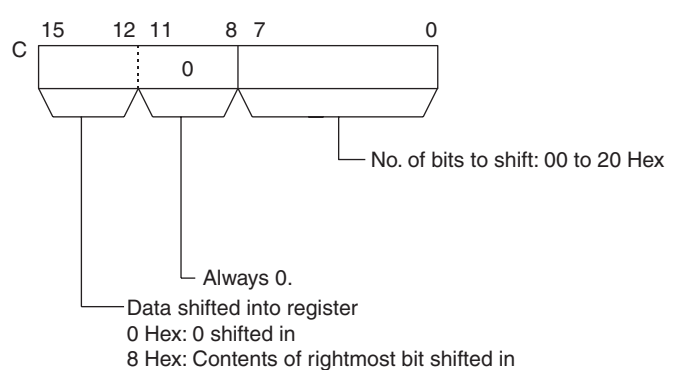 15 12 11 8 7 0
C
0
No. of bits to shift: 00 to 20 Hex
Always 0.
Data shifted into register
0 Hex: 0 shifted in
8 Hex: Contents of rightmost bit shifted in